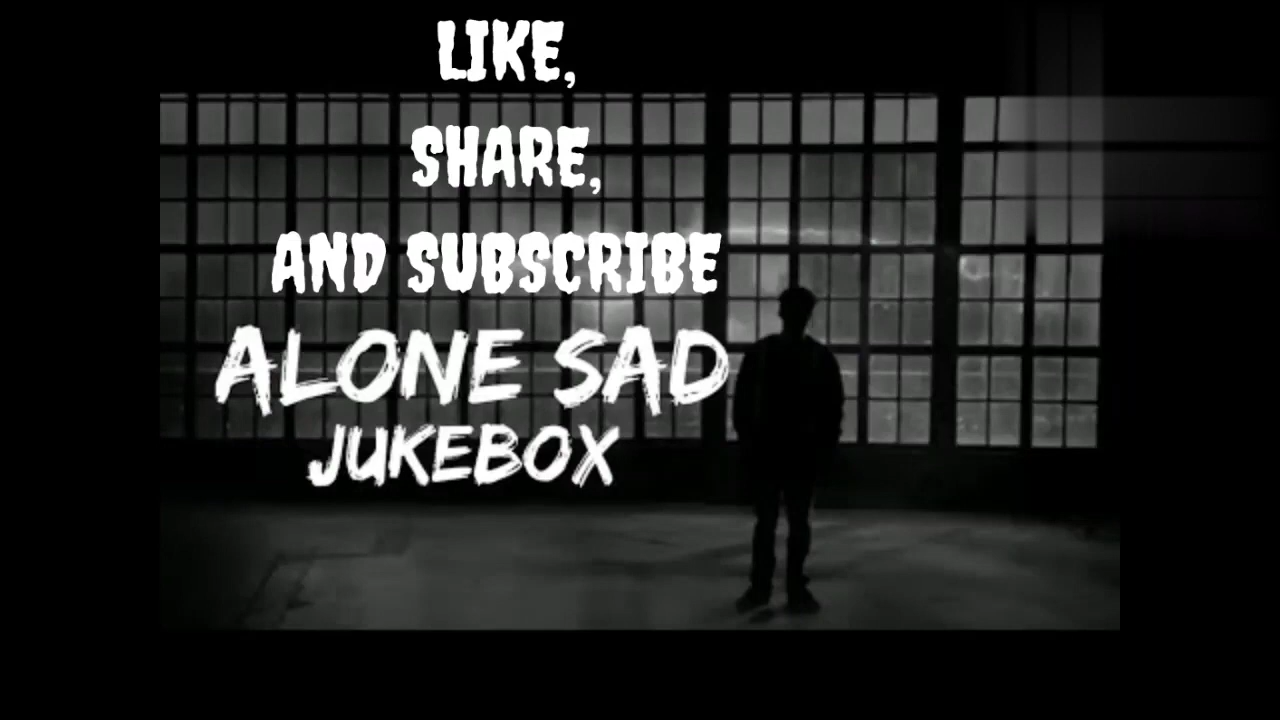 LIKE,
SHARE,
AND SUBSCRIBE
ALONE SAD
JUKEBOX